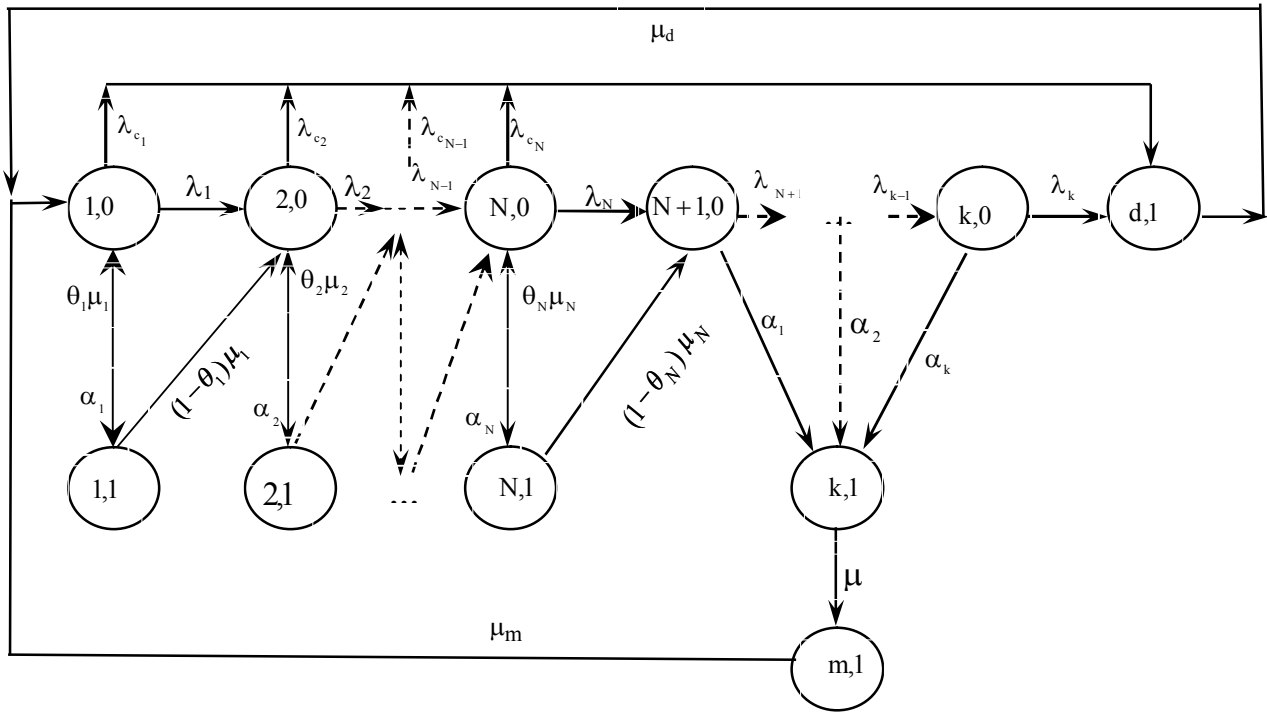 μd
λc1 λc2 λcN−1 λcN
λ1 λ2 λN−1 λN λN+1 λk−1 λk
1,0 2,0 N,0 N+1,0 ... k,0 d,1
θ1μ1 θ2μ2 θNμN
α1 α2 αk
(1−θ1)μ1 (1−θN)μN
α1 α2 αN
1,1 2,1 ... N,1 k,1
μ
μm
m,1